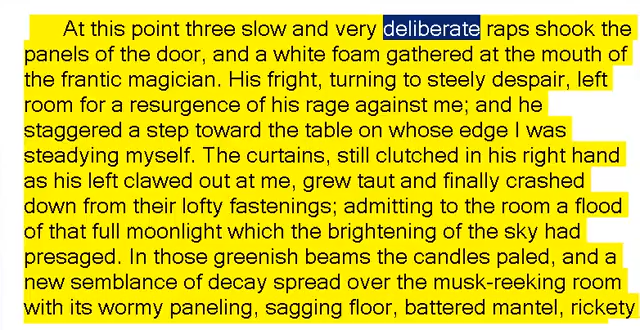 At this point three slow and very deliberate raps shook the
panels of the door, and a white foam gathered at the mouth of
the frantic magician. His fright, turning to steely despair, left
room for a resurgence of his rage against me; and he
staggered a step toward the table on whose edge I was
steadying myself. The curtains, still clutched in his right hand
as his left clawed out at me, grew taut and finally crashed
down from their lofty fastenings; admitting to the room a flood
of that full moonlight which the brightening of the sky had
presaged. In those greenish beams the candles paled, and a
new semblance of decay spread over the musk-reeking room
with its wormy paneling, sagging floor, battered mantel, rickety